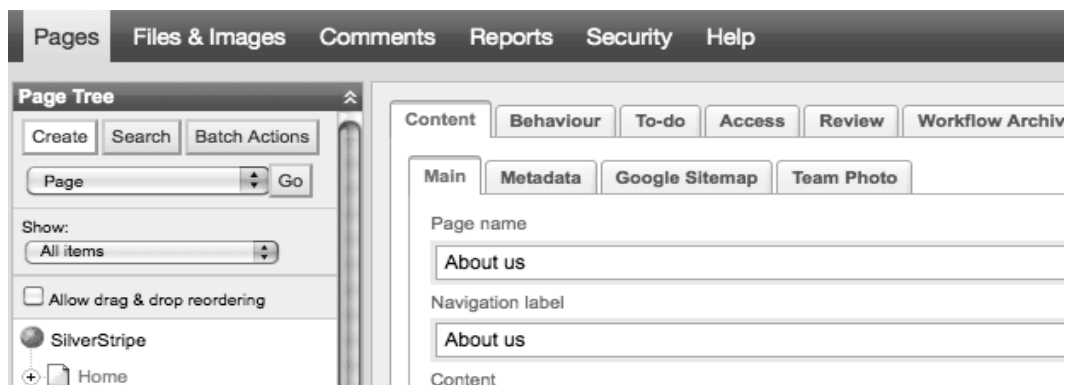 Pages Files & Images Comments Reports Security Help
Page Tree
Create Search Batch Actions
Page Go
Show:
All items
Allow drag & drop reordering
SilverStripe
Home
Content Behaviour To-do Access Review Workflow Archiv
Main Metadata Google Sitemap Team Photo
Page name
About us
Navigation label
About us
Content